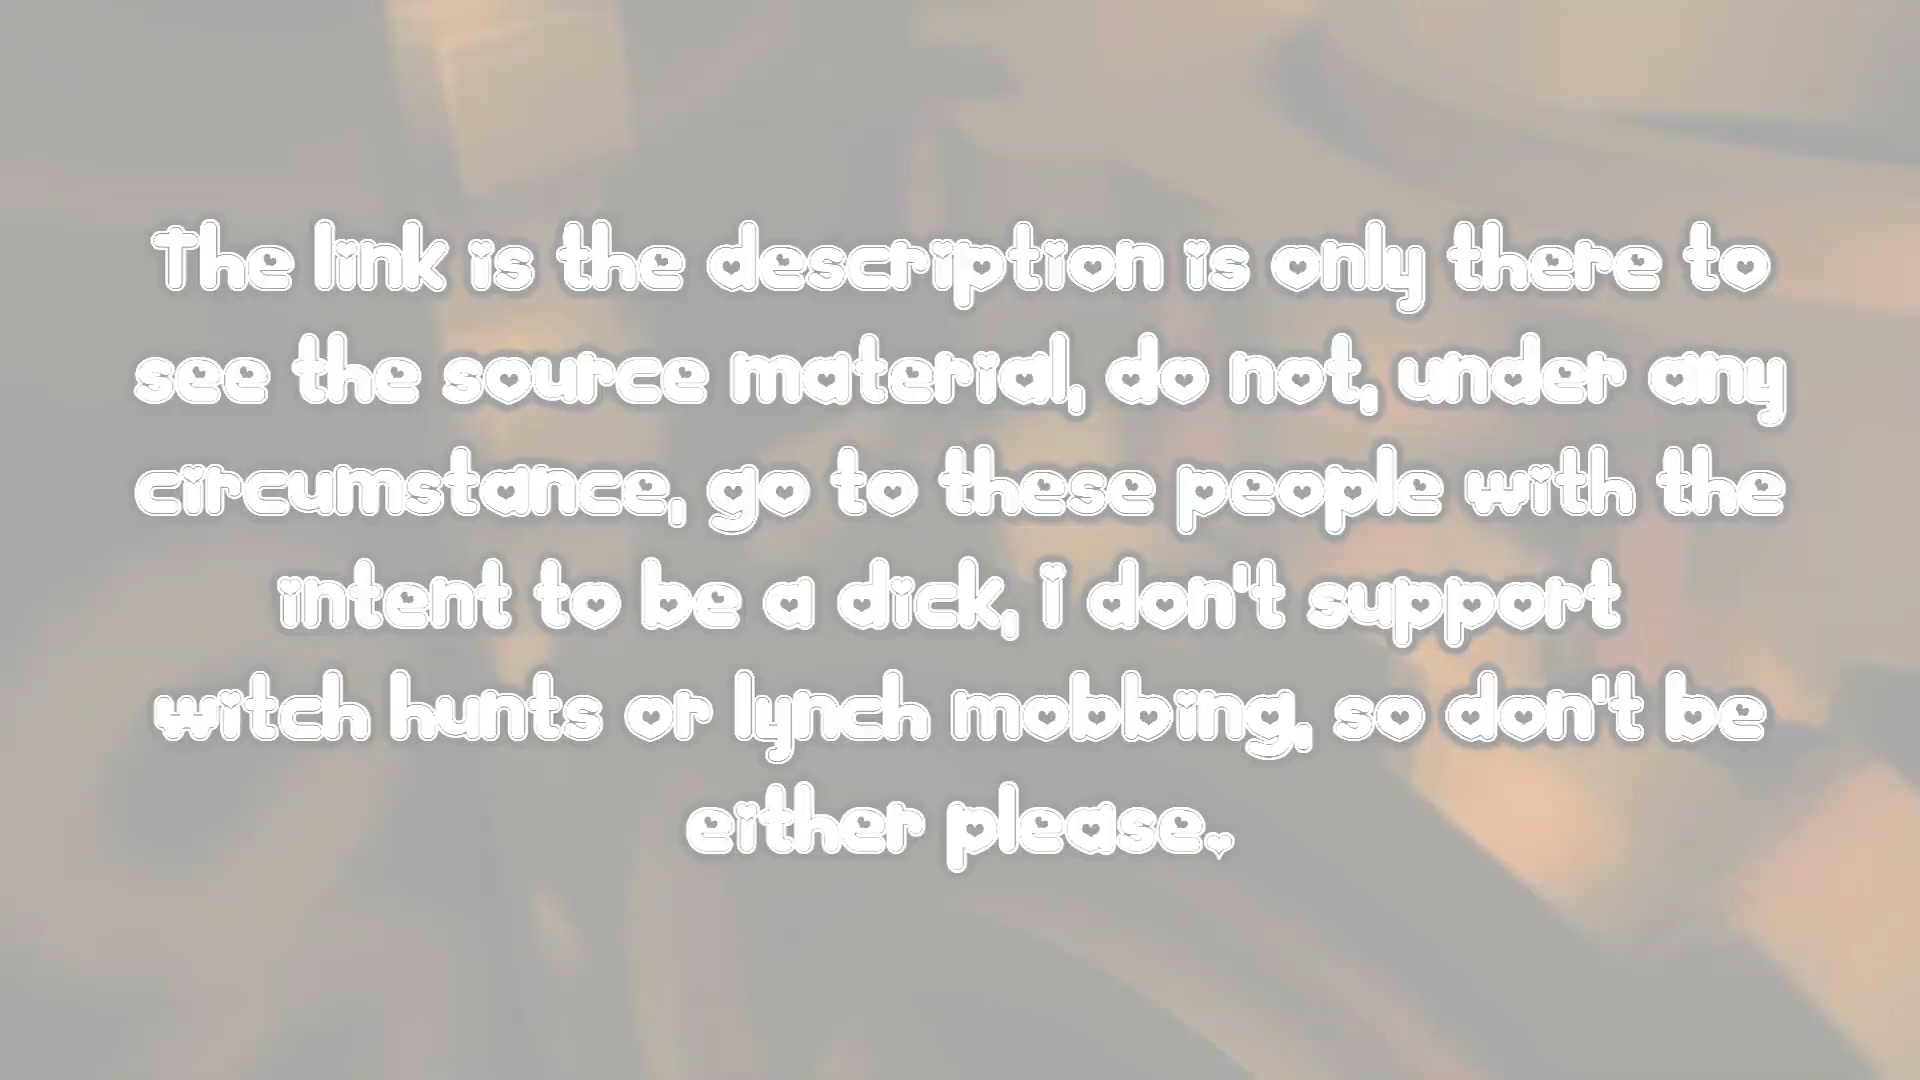 The link is the description is only there to
see the source material, do not, under any
circumstance, go to these people with the
intent to be a dick, i don't support
witch hunts or lynch mobbing, so don't be
either please.